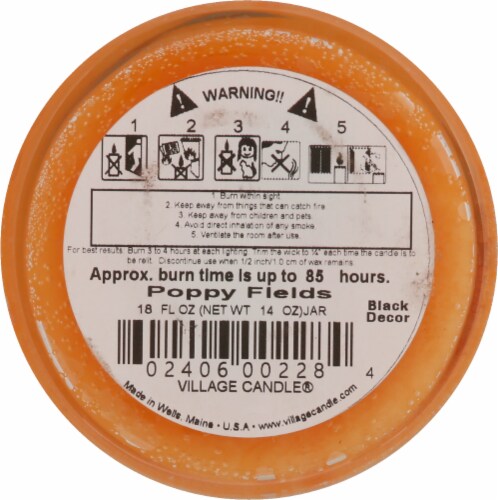 WARNING!!
1 2 3 4 5
1. Burn within sight.
2. Keep away from things that can catch fire.
3. Keep away from children and pets.
4. Avoid direct inhalation of any smoke.
5. Ventilate the room after use.
For best results: Burn 3 to 4 hours at each lighting. Trim the wick to ¼" each time the candle is to
be relit. Discontinue use when 1/2 inch/1.0 cm of wax remains.
Approx. burn time is up to 85 hours.
Poppy Fields
Black
Decor
18 FL OZ (NET WT 14 OZ)JAR
02406 00228
4
VILLAGE CANDLE®
Made in Wells, Maine • U.S.A • www.villagecandle.com